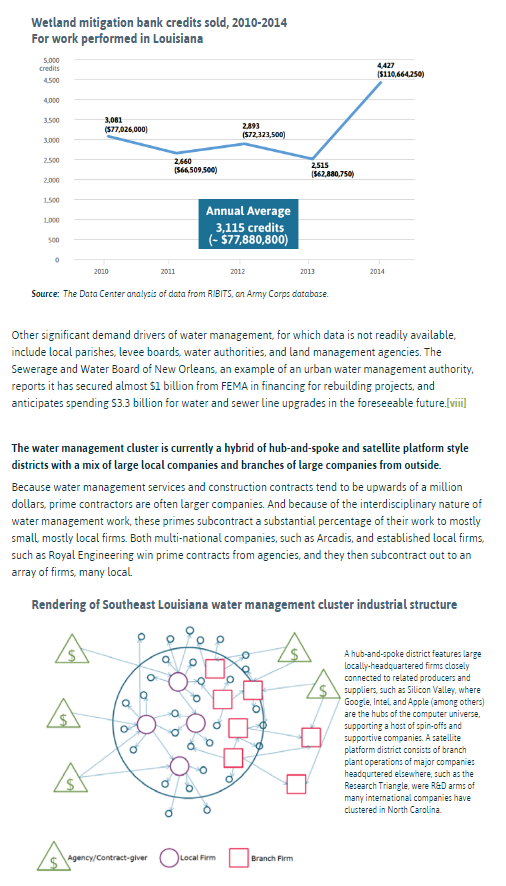 Wetland mitigation bank credits sold, 2010-2014
For work performed in Louisiana
5,000
credits
4,500
4,000
3,500
3,000
2,500
2,000
1,500
1,000
500
0
3,081
($77,026,000)
2,660
($66,509,500)
2,893
($72,323,500)
2,515
($62,880,750)
4,427
($110,664,250)
Annual Average
3,115 credits
(~ $77,880,800)
2010
2011
2012
2013
2014
Source: The Data Center analysis of data from RIBITS, an Army Corps database.
Other significant demand drivers of water management, for which data is not readily available,
include local parishes, levee boards, water authorities, and land management agencies. The
Sewerage and Water Board of New Orleans, an example of an urban water management authority,
reports it has secured almost $1 billion from FEMA in financing for rebuilding projects, and
anticipates spending $3.3 billion for water and sewer line upgrades in the foreseeable future.[viii]
The water management cluster is currently a hybrid of hub-and-spoke and satellite platform style
districts with a mix of large local companies and branches of large companies from outside.
Because water management services and construction contracts tend to be upwards of a million
dollars, prime contractors are often larger companies. And because of the interdisciplinary nature of
water management work, these primes subcontract a substantial percentage of their work to mostly
small, mostly local firms. Both multi-national companies, such as Arcadis, and established local firms,
such as Royal Engineering win prime contracts from agencies, and they then subcontract out to an
array of firms, many local.
Rendering of Southeast Louisiana water management cluster industrial structure
$
$
$
$
$
A hub-and-spoke district features large
locally-headquartered firms closely
connected to related producers and
suppliers, such as Silicon Valley, where
Google, Intel, and Apple (among others)
are the hubs of the computer universe,
supporting a host of spin-offs and
supportive companies. A satellite
platform district consists of branch
plant operations of major companies
headqurtered elsewhere, such as the
Research Triangle, were R&D arms of
many international companies have
clustered in North Carolina.
$ Agency/Contract-giver
Local Firm
Branch Firm